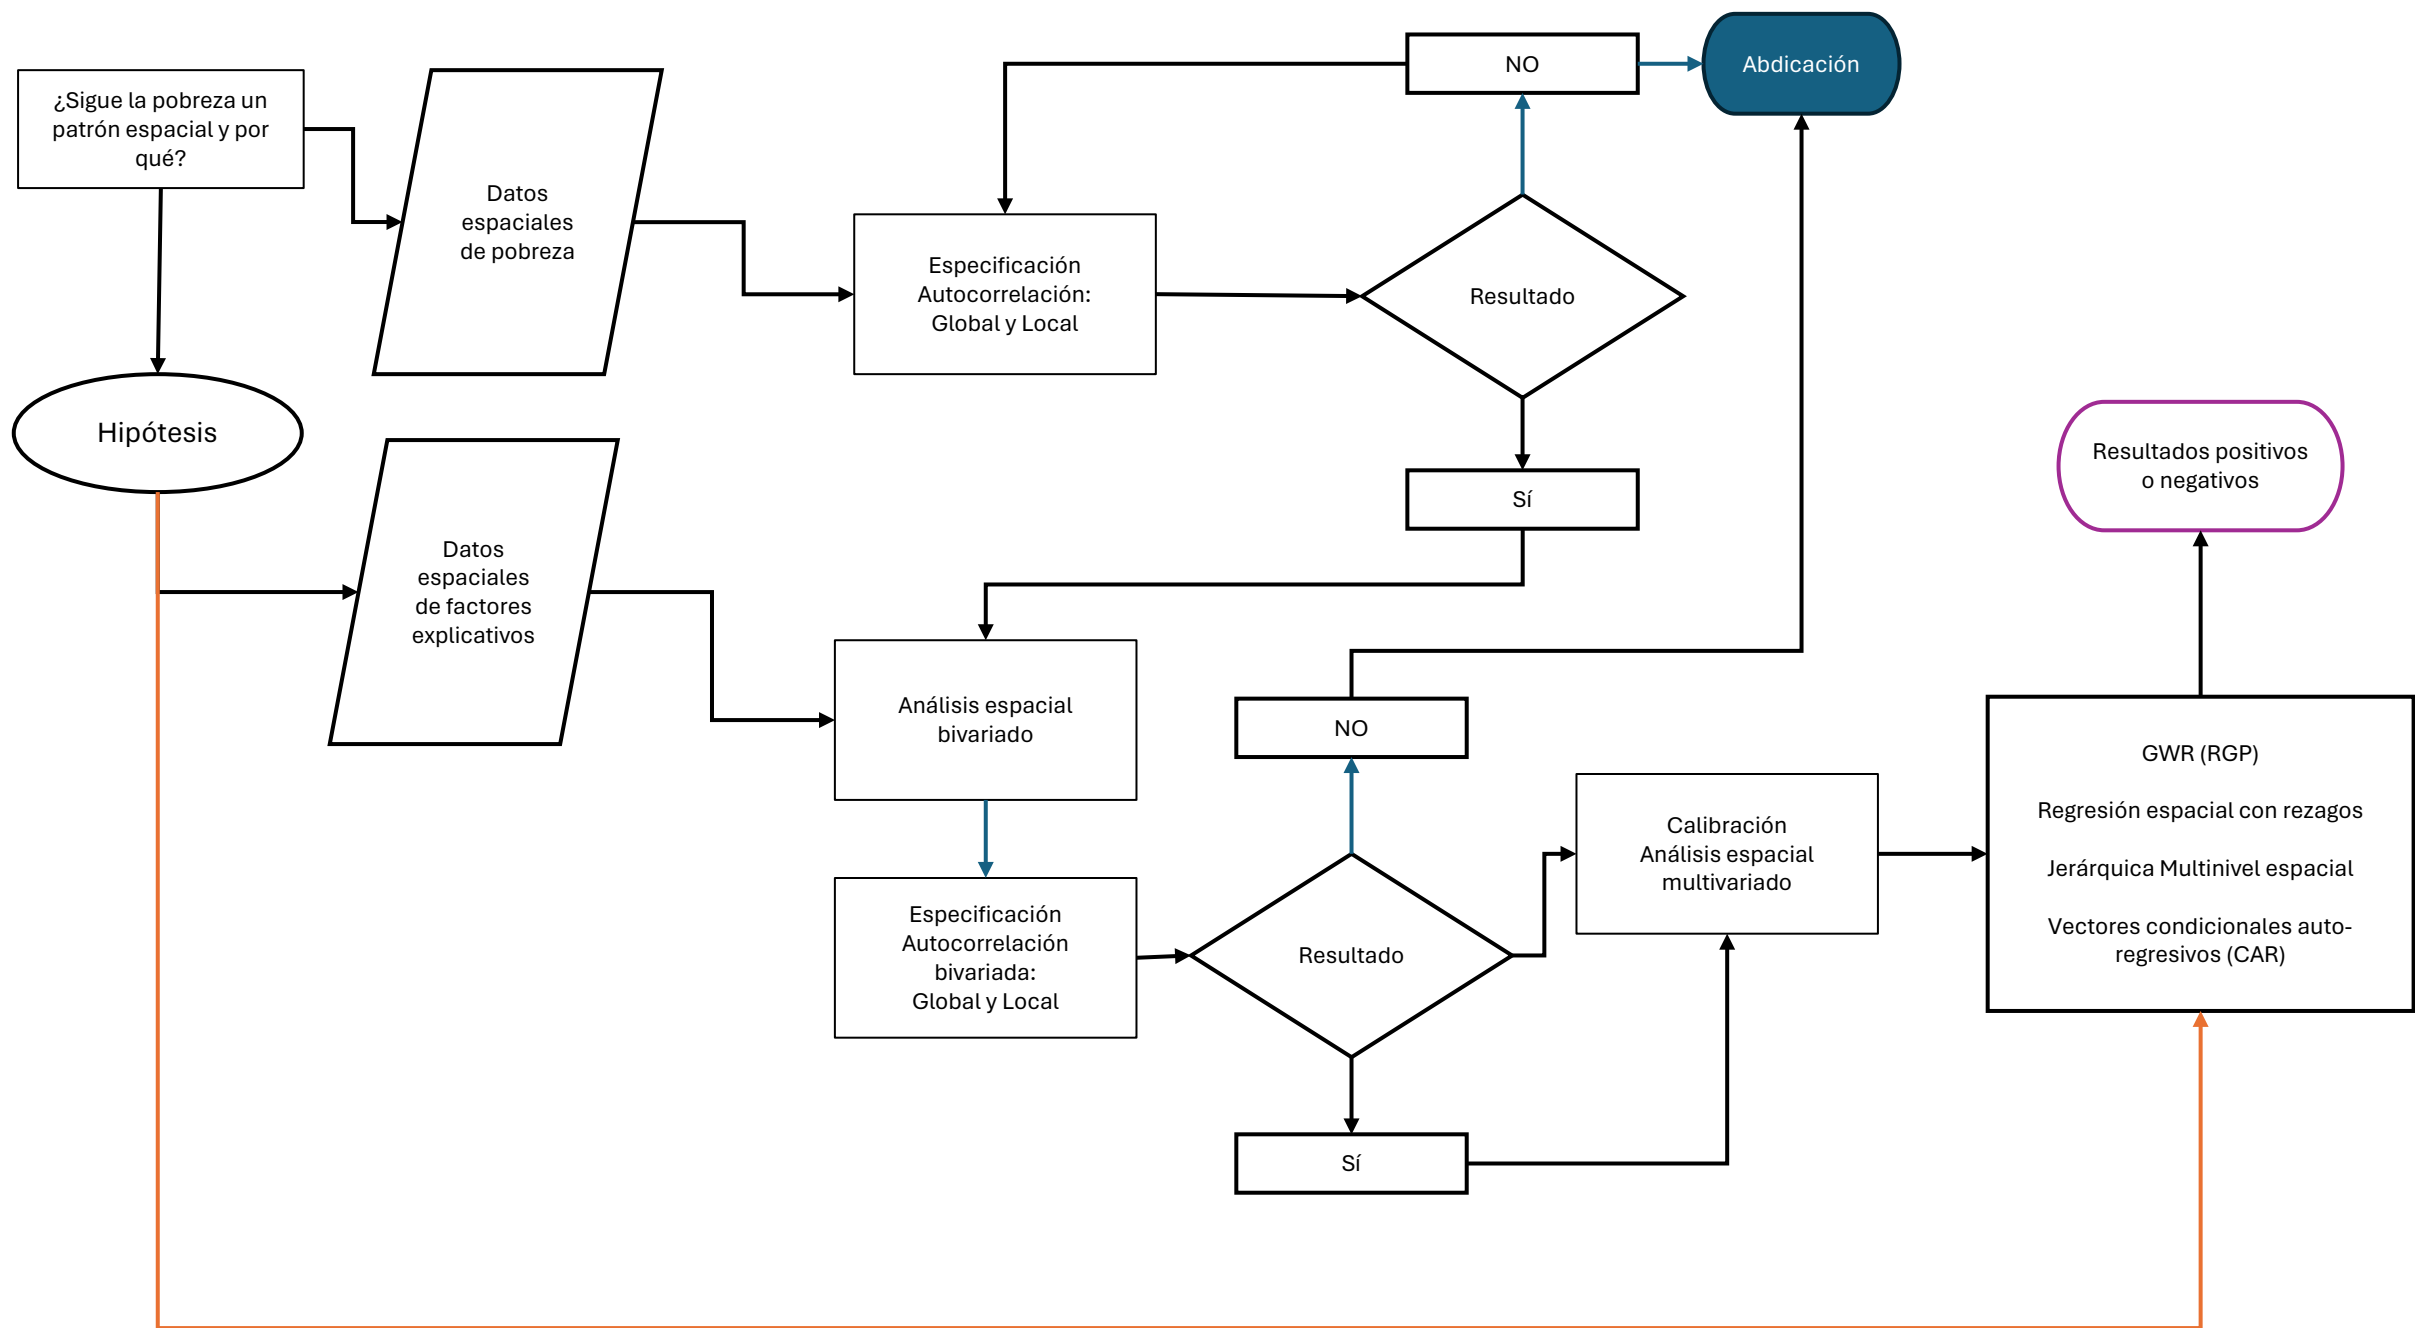 ¿Sigue la pobreza un
patrón espacial y por
qué?
Datos
espaciales
de pobreza
Especificación
Autocorrelación:
Global y Local
NO
Abdicación
Resultado
Sí
Hipótesis
Datos
espaciales
de factores
explicativos
Análisis espacial
bivariado
Especificación
Autocorrelación
bivariada:
Global y Local
NO
Resultado
Sí
Calibración
Análisis espacial
multivariado
Resultados positivos
o negativos
GWR (RGP)
Regresión espacial con rezagos
Jerárquica Multinivel espacial
Vectores condicionales auto-
regresivos (CAR)